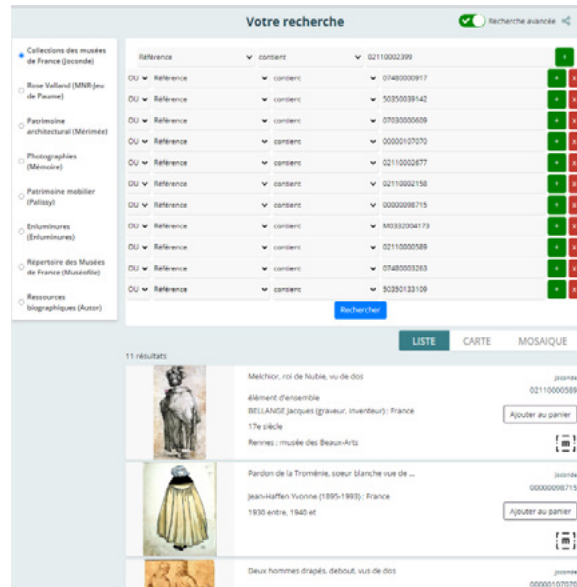 Votre recherche
Recherche avancée
Collections des musées
de France (Joconde)
Rose Valland (MNR-Jeu
de Paume)
Patrimoine
architectural (Mérimée)
Photographies
(Mémoire)
Patrimoine mobilier
(Palissy)
Enluminures
(Enluminures)
Répertoire des Musées
de France (Muséofile)
Ressources
biographiques (Autor)
Référence contient 02110002399 +
OU Référence contient 07480000917 + X
OU Référence contient 50350039142 + X
OU Référence contient 07030000609 + X
OU Référence contient 00000107070 + X
OU Référence contient 02110002677 + X
OU Référence contient 02110002158 + X
OU Référence contient 00000098715 + X
OU Référence contient M0332004173 + X
OU Référence contient 02110000589 + X
OU Référence contient 07480003263 + X
OU Référence contient 50350133109 + X
Rechercher
LISTE CARTE MOSAIQUE
11 résultats
Melchior, roi de Nubie, vu de dos
élément d'ensemble
BELLANGE Jacques (graveur, inventeur) ; France
17e siècle
Rennes ; musée des Beaux-Arts
Joconde
02110000589
Ajouter au panier
m
Pardon de la Troménie, soeur blanche vue de ...
Jean-Haffen Yvonne (1895-1993) ; France
1930 entre, 1940 et
Joconde
00000098715
Ajouter au panier
m
Deux hommes drapés, debout, vus de dos
Joconde
00000107070